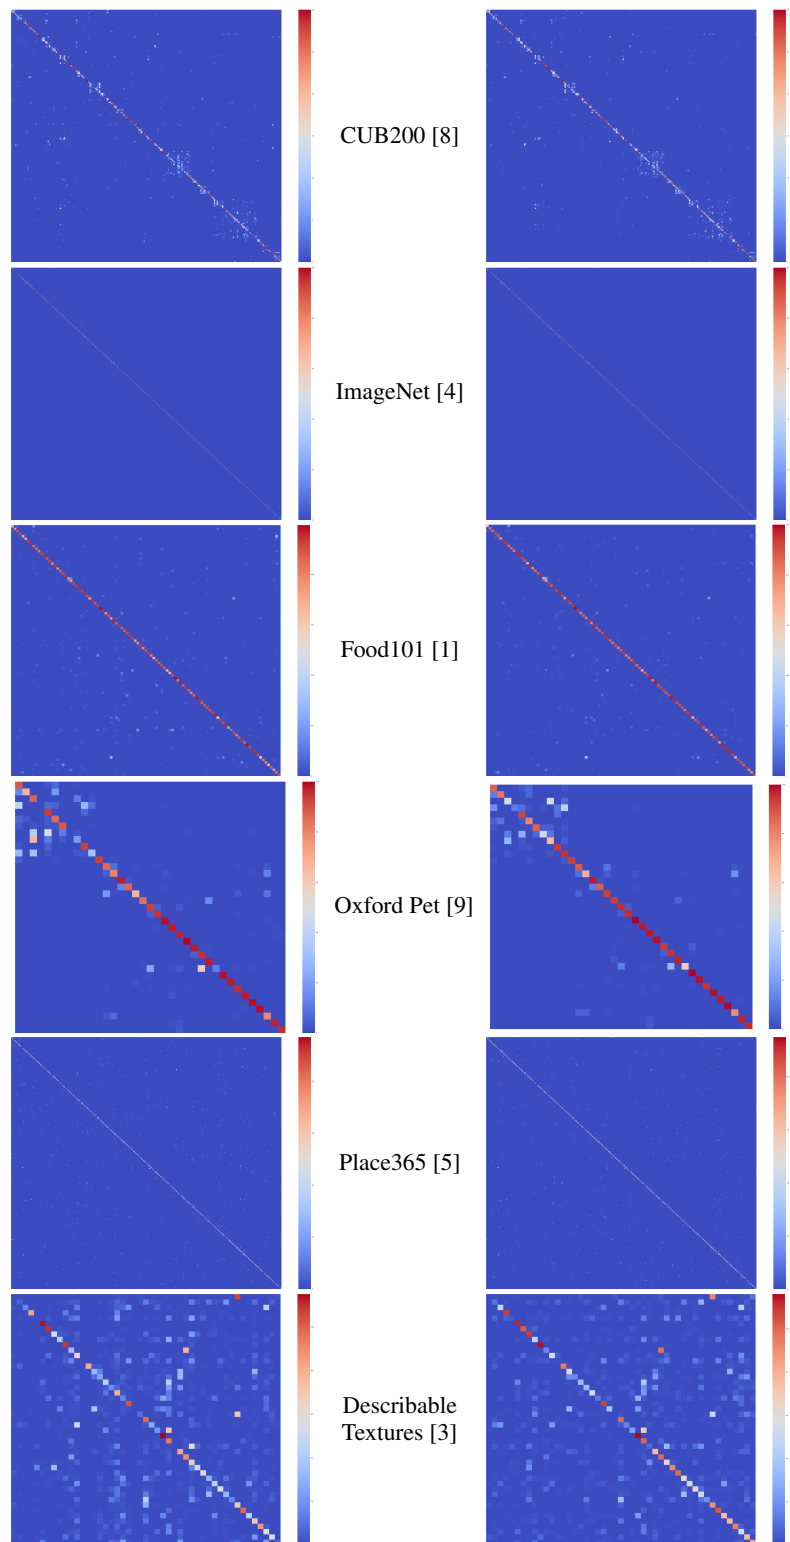 CUB200 [8]
ImageNet [4]
Food101 [1]
Oxford Pet [9]
Place365 [5]
Describable
Textures [3]